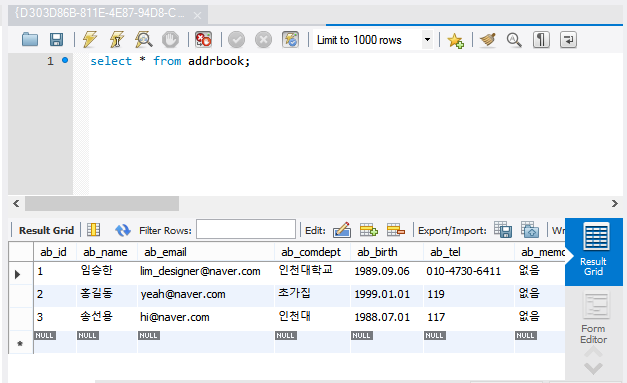 {D303D86B-811E-4E87-94D8-C...
Limit to 1000 rows
1 select * from addrbook;
Result Grid Filter Rows: Edit: Export/Import: Wr
ab_id ab_name ab_email ab_comdept ab_birth ab_tel ab_memo
1 임승한 lim_designer@naver.com 인천대학교 1989.09.06 010-4730-6411 없음
2 홍길동 yeah@naver.com 초가집 1999.01.01 119 없음
3 송선용 hi@naver.com 인천대 1988.07.01 117 없음
NULL NULL NULL NULL NULL NULL NULL
Result
Grid
Form
Editor